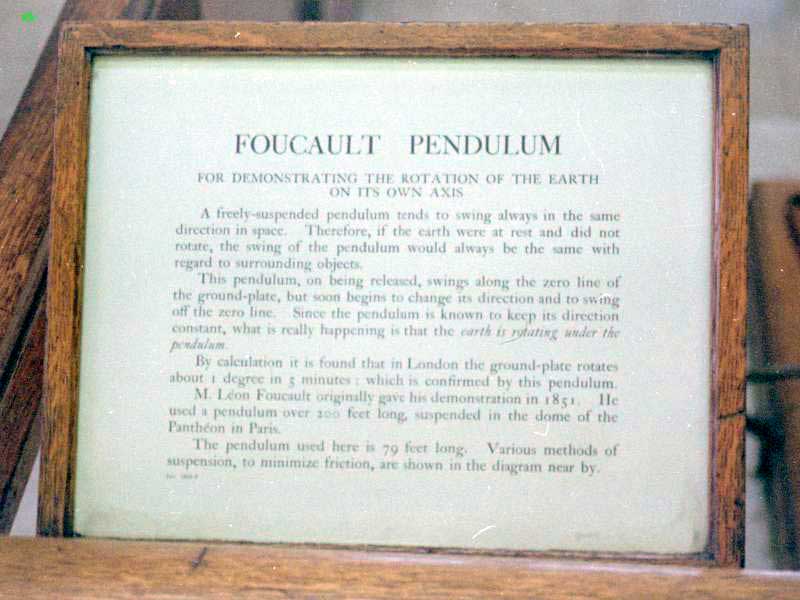 FOUCAULT PENDULUM
FOR DEMONSTRATING THE ROTATION OF THE EARTH
ON ITS OWN AXIS
A freely-suspended pendulum tends to swing always in the same
direction in space. Therefore, if the earth were at rest and did not
rotate, the swing of the pendulum would always be the same with
regard to surrounding objects.
This pendulum, on being released, swings along the zero line of
the ground-plate, but soon begins to change its direction and to swing
off the zero line. Since the pendulum is known to keep its direction
constant, what is really happening is that the earth is rotating under the
pendulum.
By calculation it is found that in London the ground-plate rotates
about 1 degree in 5 minutes : which is confirmed by this pendulum.
M. Léon Foucault originally gave his demonstration in 1851. He
used a pendulum over 200 feet long, suspended in the dome of the
Panthéon in Paris.
The pendulum used here is 79 feet long. Various methods of
suspension, to minimize friction, are shown in the diagram near by.